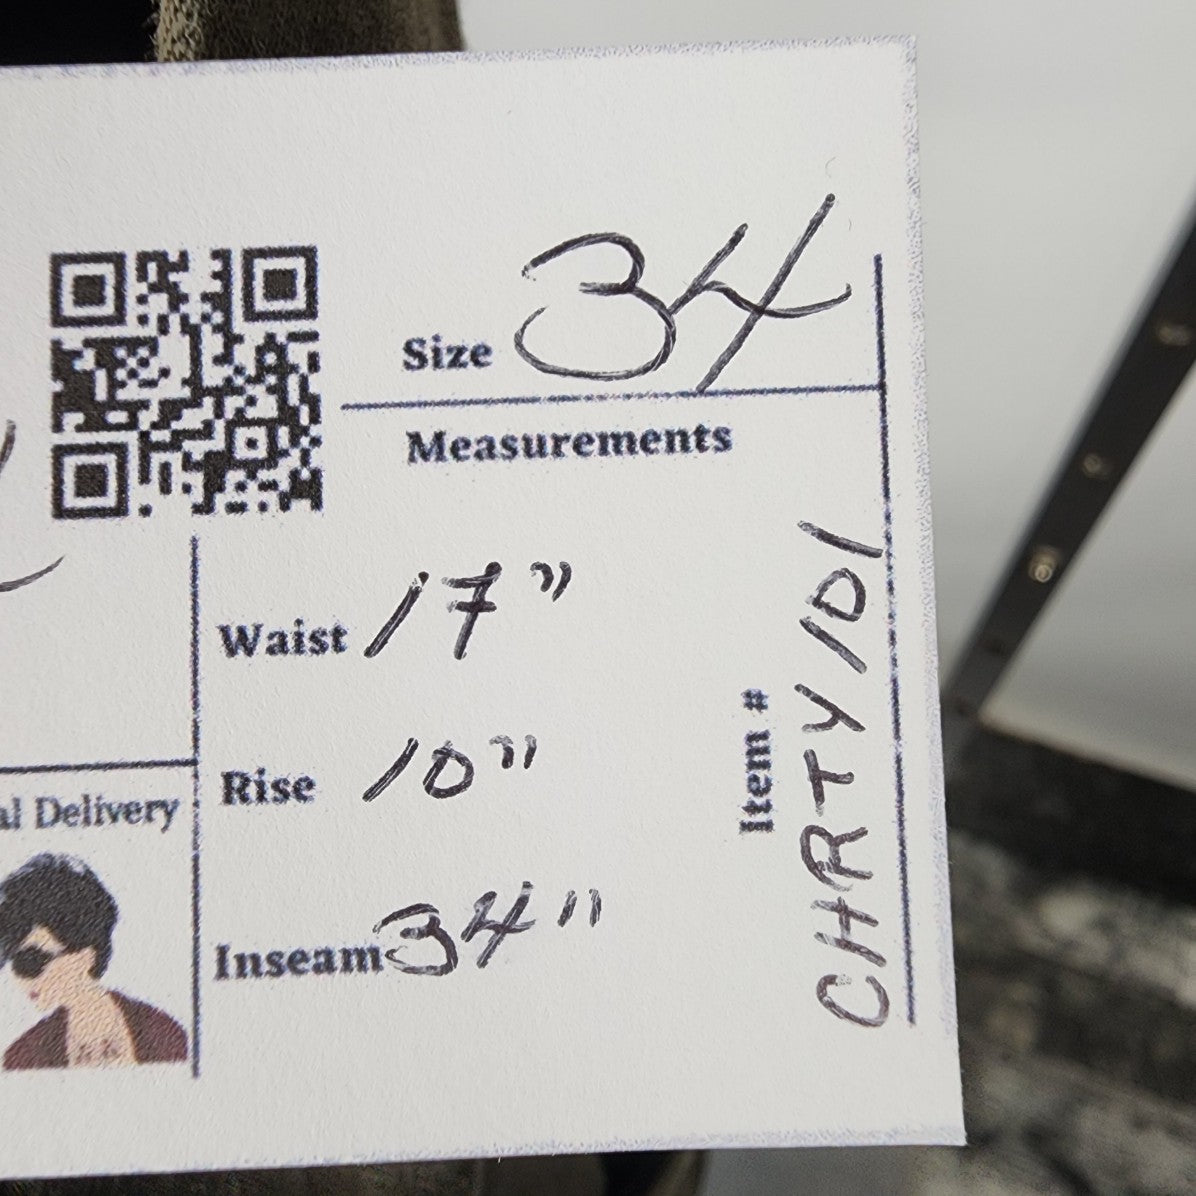 Size 34
Measurements
Waist 17"
Rise 10"
Inseam 34"
Item # CHRTY101
al Delivery